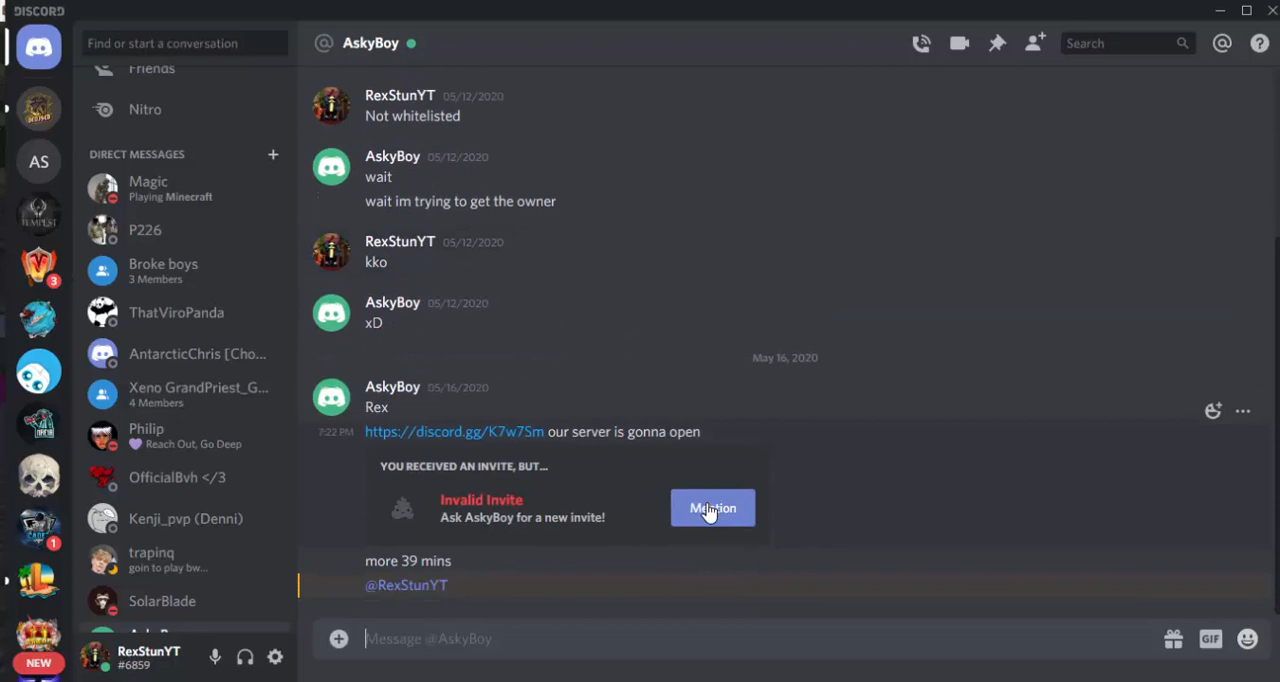 DISCORD
Find or start a conversation
AskyBoy
Search
Friends
Nitro
DIRECT MESSAGES
Magic
Playing Minecraft
P226
Broke boys
3 Members
ThatViroPanda
AntarcticChris [Cho...
Xeno GrandPriest_G...
4 Members
Philip
Reach Out, Go Deep
OfficialBvh </3
Kenji_pvp (Denni)
trapinq
goin to play bw...
SolarBlade
RexStunYT
#6859
AS
TEMPEST
3
1
NEW
RexStunYT 05/12/2020
Not whitelisted
AskyBoy 05/12/2020
wait
wait im trying to get the owner
RexStunYT 05/12/2020
kko
AskyBoy 05/12/2020
xD
May 16, 2020
AskyBoy 05/16/2020
Rex
7:22 PM https://discord.gg/K7w7Sm our server is gonna open
YOU RECEIVED AN INVITE, BUT...
Invalid Invite
Ask AskyBoy for a new invite!
Mention
more 39 mins
@RexStunYT
Message @AskyBoy
GIF